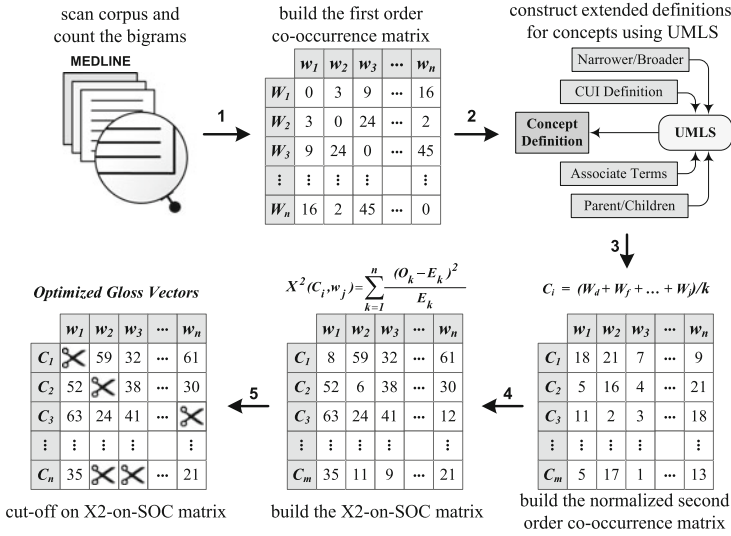 scan corpus and
count the bigrams
MEDLINE
1
build the first order
co-occurrence matrix
w1 w2 w3 ... wn
W1 0 3 9 ... 16
W2 3 0 24 ... 2
W3 9 24 0 ... 45
⋮ ⋮ ⋮ ⋮ ⋮
Wn 16 2 45 ... 0
2
construct extended definitions
for concepts using UMLS
Narrower/Broader
CUI Definition
Concept
Definition
UMLS
Associate Terms
Parent/Children
3
Ci = (Wd + Wf + ... + Wj)/k
w1 w2 w3 ... wn
C1 18 21 7 ... 9
C2 5 16 4 ... 21
C3 11 2 3 ... 18
⋮ ⋮ ⋮ ⋮ ⋮
Cm 5 17 1 ... 13
build the normalized second
order co-occurrence matrix
4
X²(Ci,wj)=∑ k=1 n (Ok−Ek)²/Ek
w1 w2 w3 ... wn
C1 8 59 32 ... 61
C2 52 6 38 ... 30
C3 63 24 41 ... 12
⋮ ⋮ ⋮ ⋮ ⋮
Cm 35 11 9 ... 21
build the X2-on-SOC matrix
5
Optimized Gloss Vectors
w1 w2 w3 ... wn
C1 59 32 ... 61
C2 52 38 ... 30
C3 63 24 41 ...
⋮ ⋮ ⋮ ⋮ ⋮
Cn 35 ... 21
cut-off on X2-on-SOC matrix